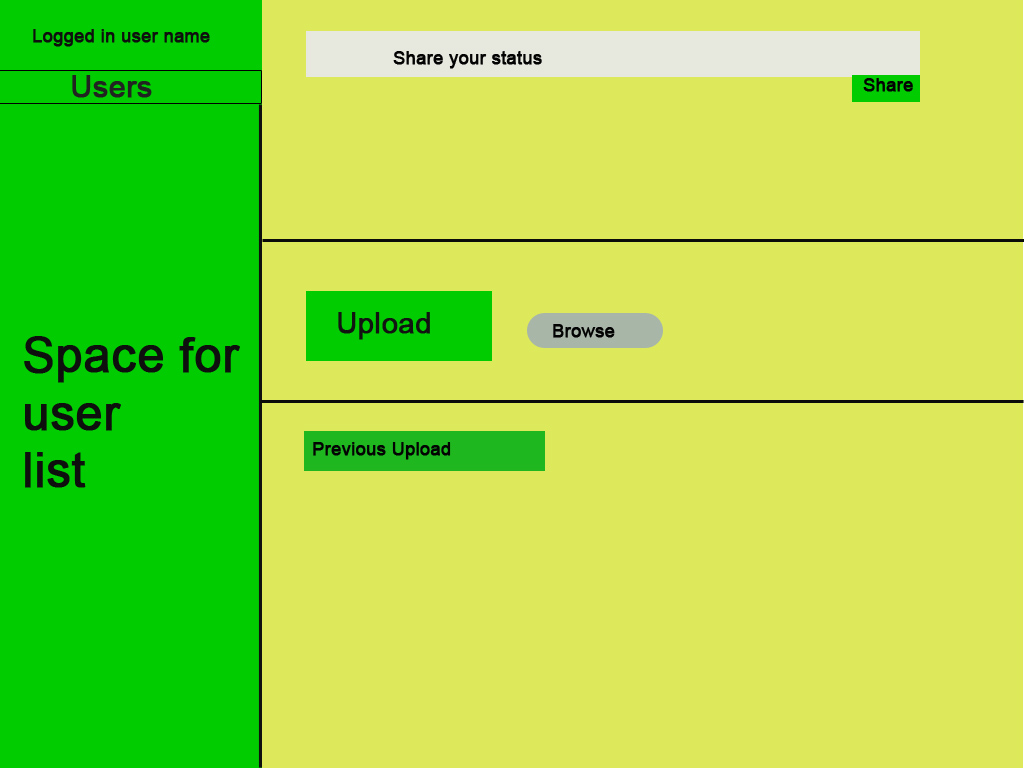 Logged in user name
Users
Space for
user
list
Share your status
Share
Upload
Browse
Previous Upload